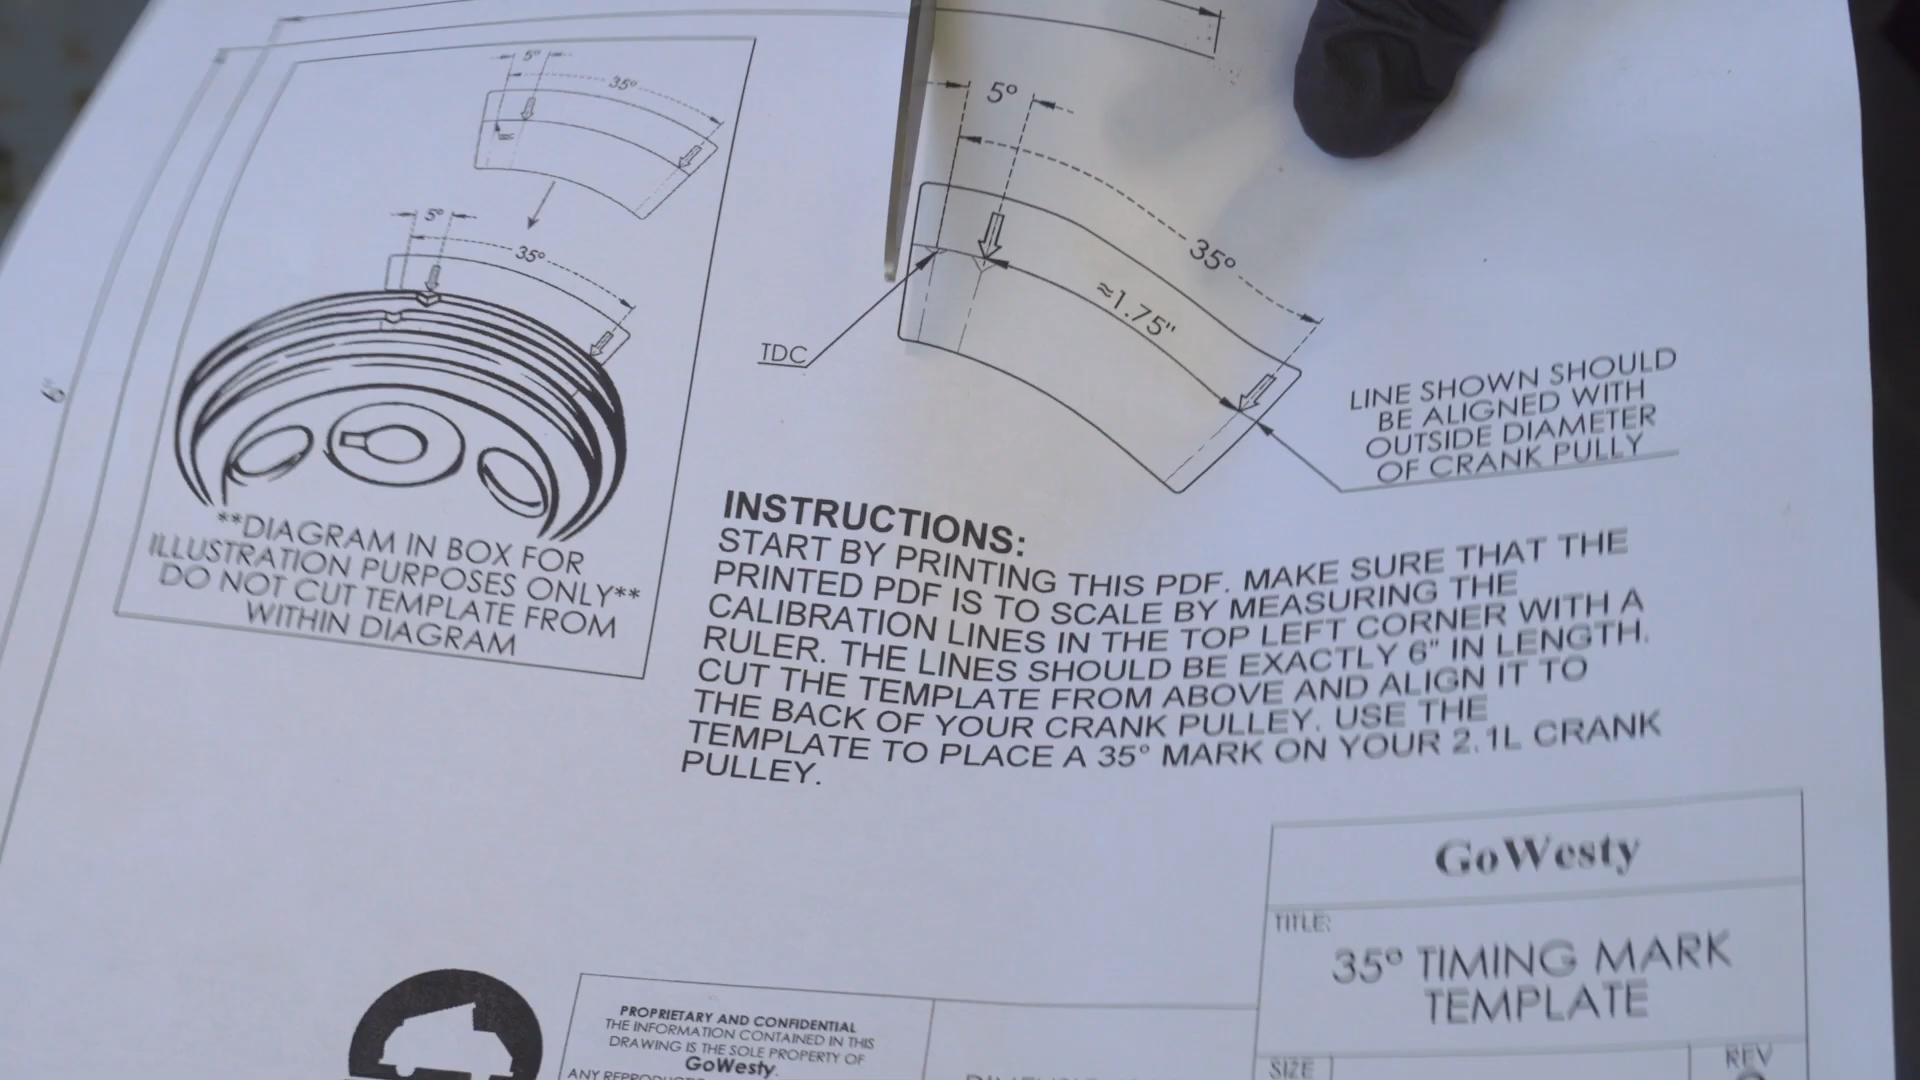 5°
35°
5°
35°
6"
**DIAGRAM IN BOX FOR
ILLUSTRATION PURPOSES ONLY**
DO NOT CUT TEMPLATE FROM
WITHIN DIAGRAM
5°
35°
≈1.75"
TDC
LINE SHOWN SHOULD
BE ALIGNED WITH
OUTSIDE DIAMETER
OF CRANK PULLY
INSTRUCTIONS:
START BY PRINTING THIS PDF. MAKE SURE THAT THE
PRINTED PDF IS TO SCALE BY MEASURING THE
CALIBRATION LINES IN THE TOP LEFT CORNER WITH A
RULER. THE LINES SHOULD BE EXACTLY 6" IN LENGTH.
CUT THE TEMPLATE FROM ABOVE AND ALIGN IT TO
THE BACK OF YOUR CRANK PULLEY. USE THE
TEMPLATE TO PLACE A 35° MARK ON YOUR 2.1L CRANK
PULLEY.
GoWesty
TITLE:
35° TIMING MARK
TEMPLATE
SIZE
REV
PROPRIETARY AND CONFIDENTIAL
THE INFORMATION CONTAINED IN THIS
DRAWING IS THE SOLE PROPERTY OF
GoWesty.
ANY